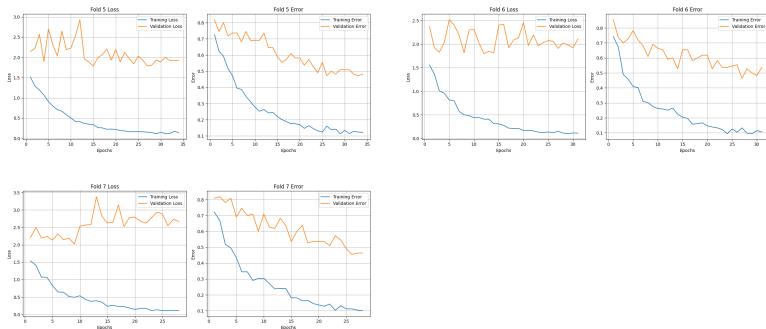 Fold 5 Loss
3.0
2.5
2.0
1.5
1.0
0.5
0.0
Loss
0
5
10
15
20
25
30
35
Epochs
Training Loss
Validation Loss
Fold 5 Error
0.8
0.7
0.6
0.5
0.4
0.3
0.2
0.1
Error
0
5
10
15
20
25
30
35
Epochs
Training Error
Validation Error
Fold 6 Loss
2.5
2.0
1.5
1.0
0.5
0.0
Loss
0
5
10
15
20
25
30
Epochs
Training Loss
Validation Loss
Fold 6 Error
0.8
0.7
0.6
0.5
0.4
0.3
0.2
0.1
Error
0
5
10
15
20
25
30
Epochs
Training Error
Validation Error
Fold 7 Loss
3.5
3.0
2.5
2.0
1.5
1.0
0.5
0.0
Loss
0
5
10
15
20
25
Epochs
Training Loss
Validation Loss
Fold 7 Error
0.8
0.7
0.6
0.5
0.4
0.3
0.2
0.1
Error
0
5
10
15
20
25
Epochs
Training Error
Validation Error